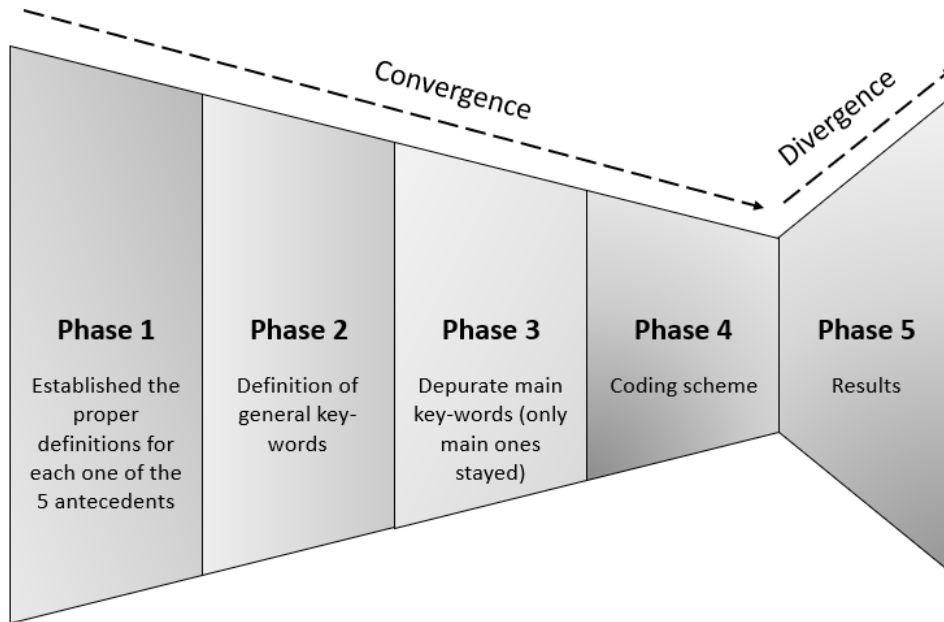 Convergence
Divergence
Phase 1
Established the
proper
definitions for
each one of the
5 antecedents
Phase 2
Definition of
general key-
words
Phase 3
Depurate main
key-words (only
main ones
stayed)
Phase 4
Coding scheme
Phase 5
Results